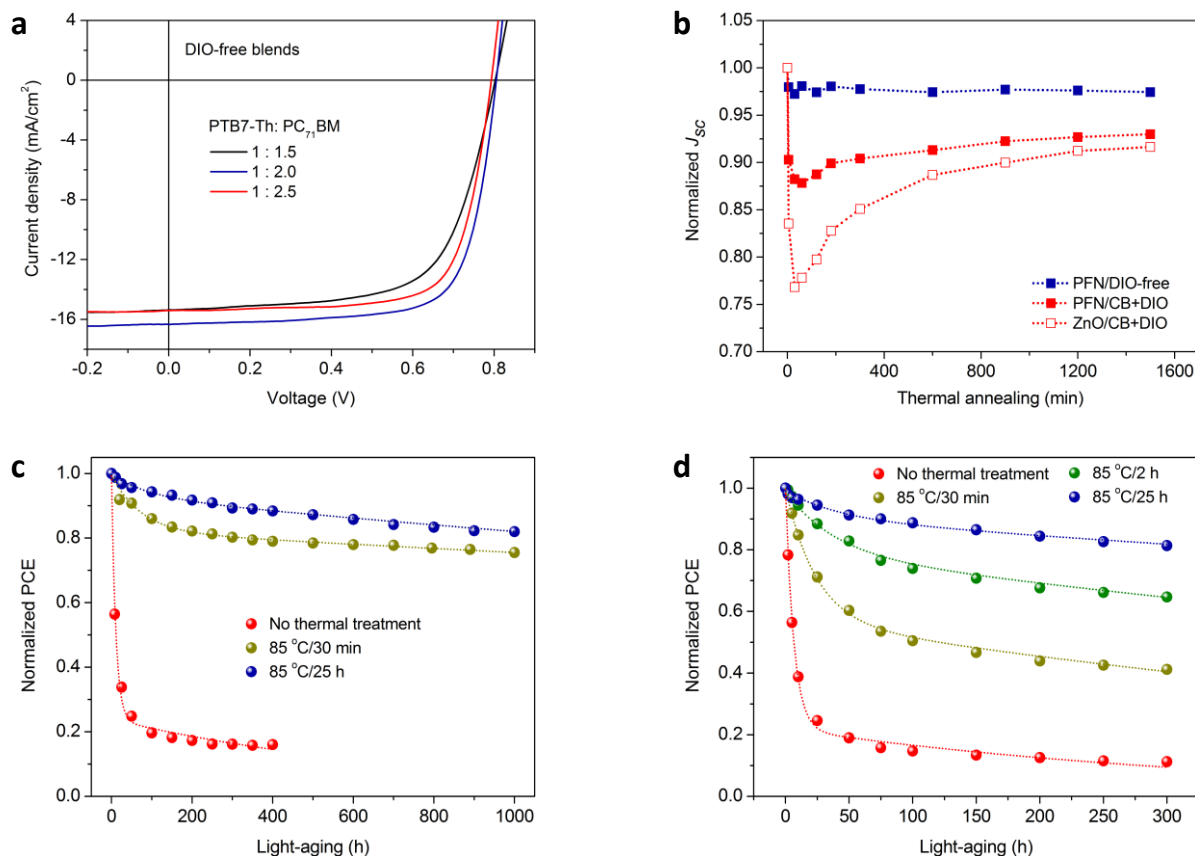 a
DIO-free blends
PTB7-Th: PC71BM
1 : 1.5
1 : 2.0
1 : 2.5
4
0
-4
-8
-12
-16
-0.2 0.0 0.2 0.4 0.6 0.8
Current density (mA/cm²)
Voltage (V)
b
1.05
1.00
0.95
0.90
0.85
0.80
0.75
0.70
Normalized JSC
PFN/DIO-free
PFN/CB+DIO
ZnO/CB+DIO
0 400 800 1200 1600
Thermal annealing (min)
c
1.0
0.8
0.6
0.4
0.2
0.0
Normalized PCE
No thermal treatment
85 °C/30 min
85 °C/25 h
0 200 400 600 800 1000
Light-aging (h)
d
No thermal treatment
85 °C/30 min
85 °C/2 h
85 °C/25 h
1.0
0.8
0.6
0.4
0.2
0.0
Normalized PCE
0 50 100 150 200 250 300
Light-aging (h)